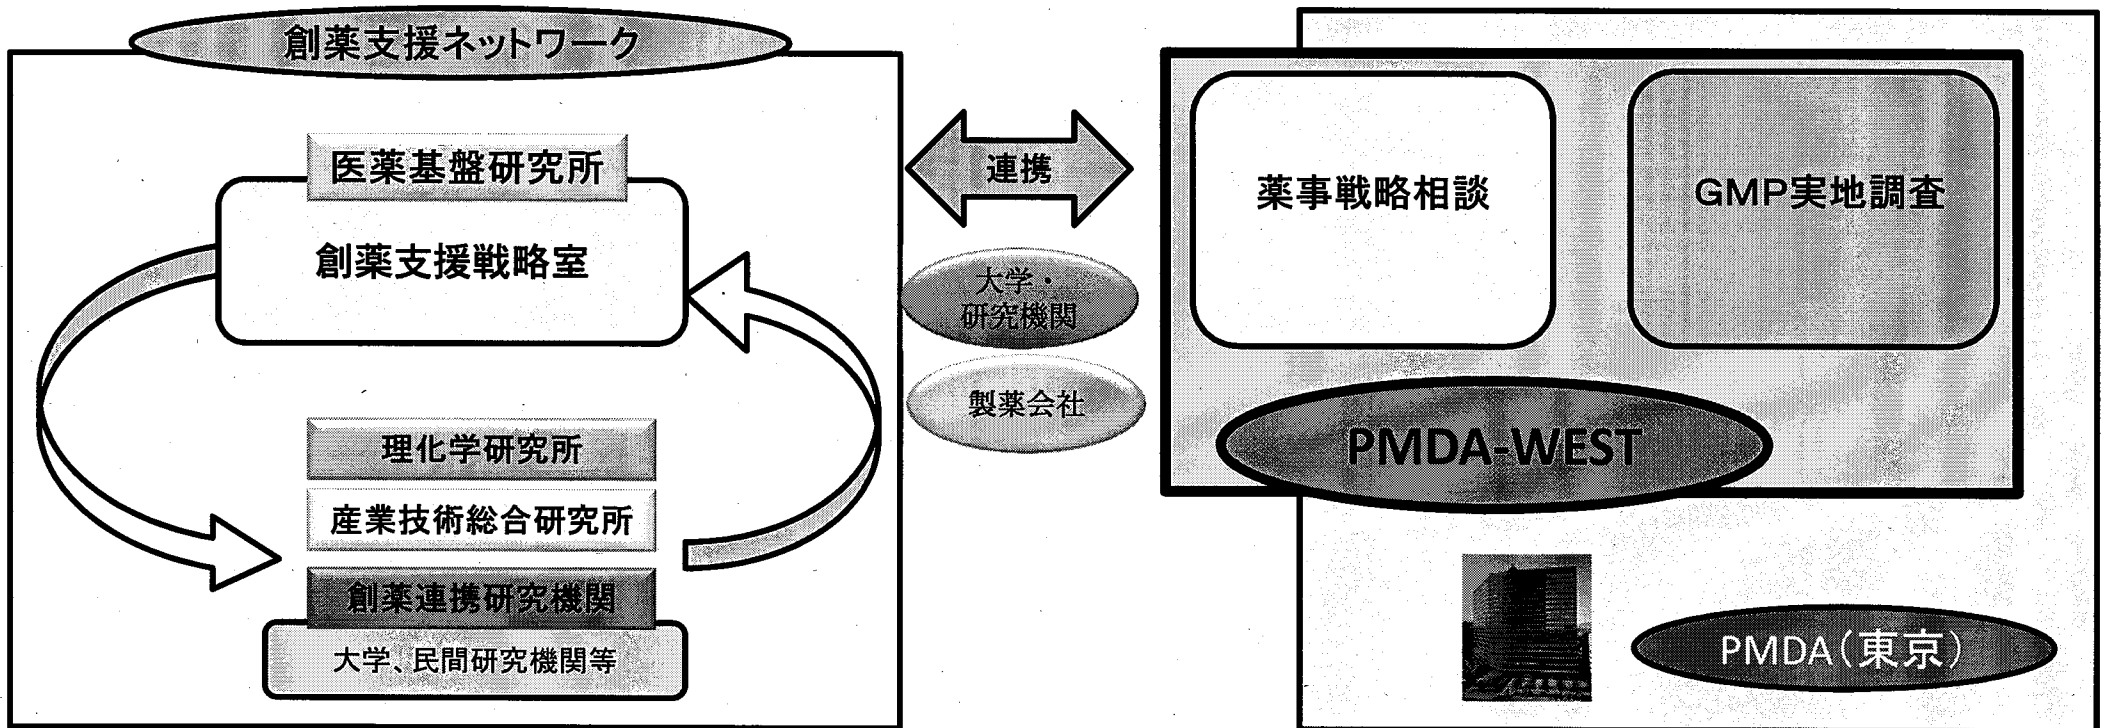 創薬支援ネットワーク
医薬基盤研究所
創薬支援戦略室
理化学研究所
産業技術総合研究所
創薬連携研究機関
大学、民間研究機関等
連携
大学・
研究機関
製薬会社
薬事戦略相談
GMP実地調査
PMDA-WEST
PMDA(東京)